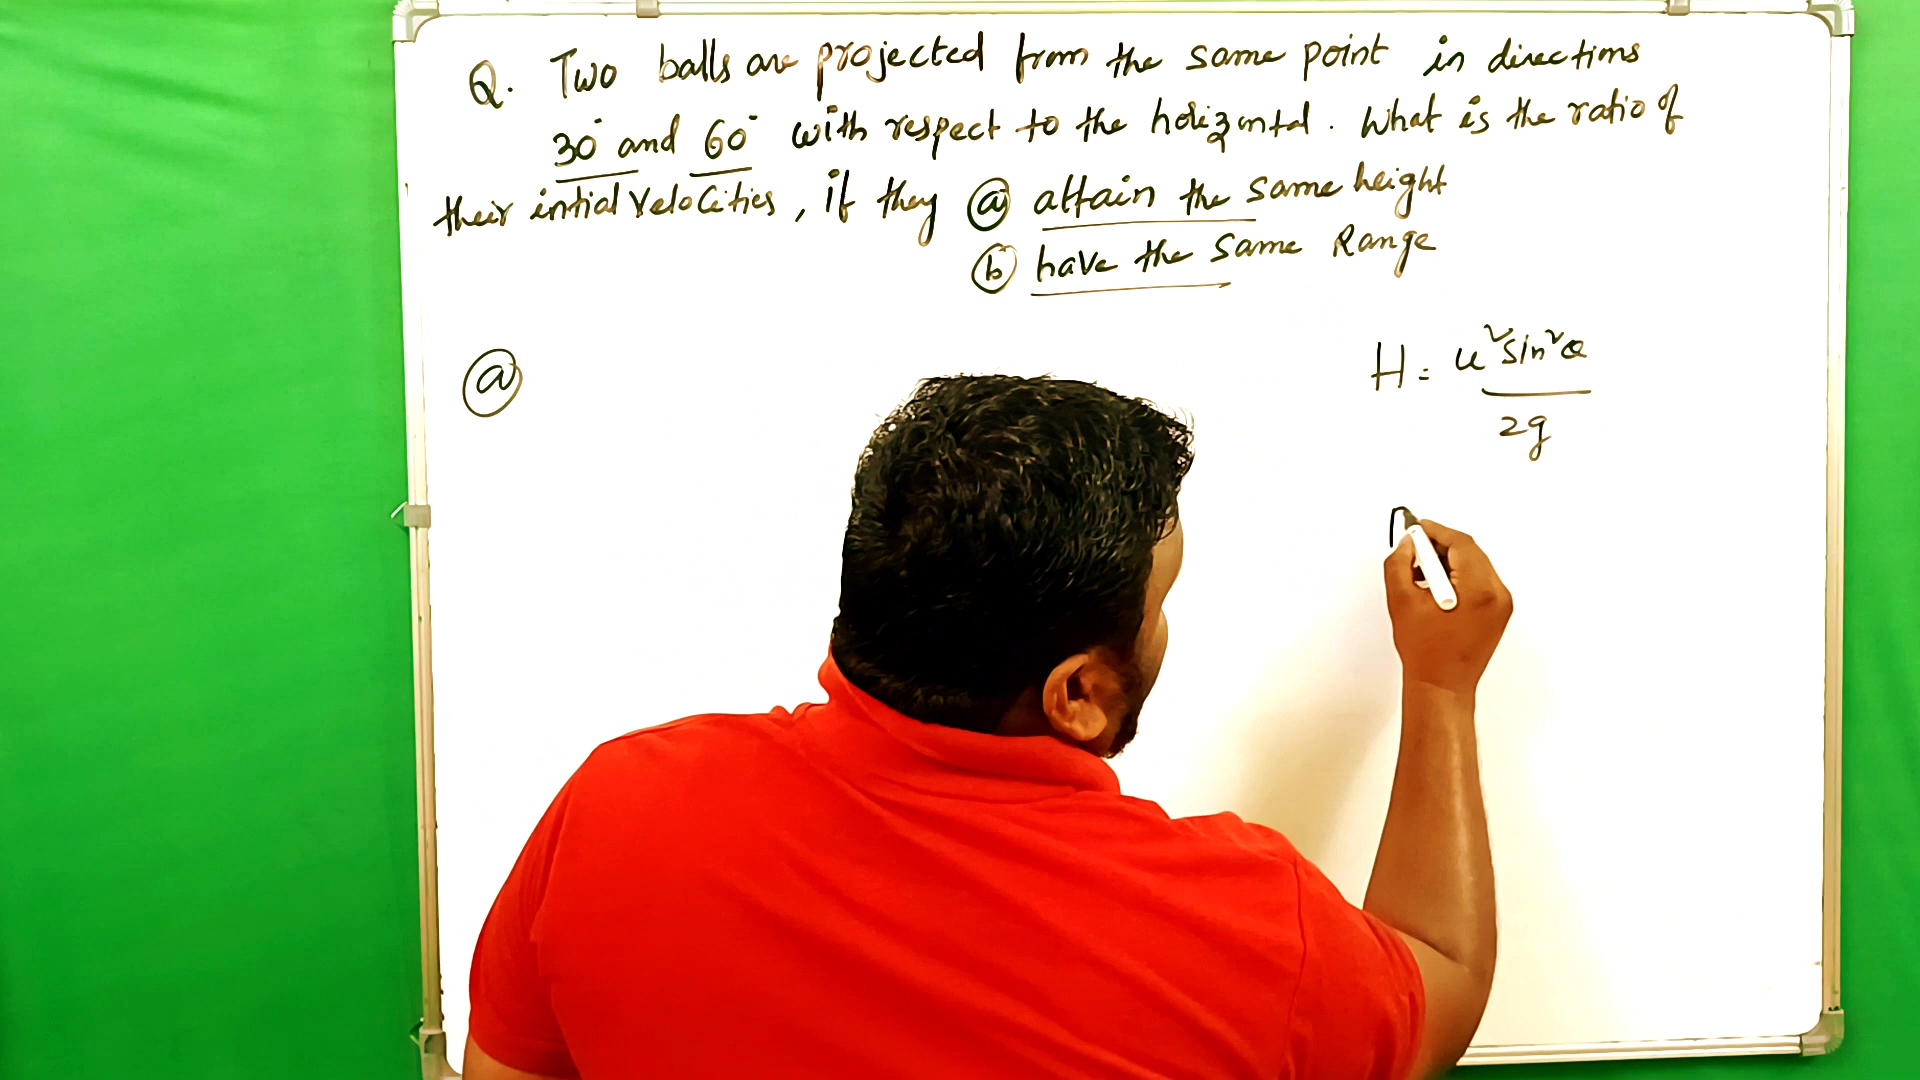 Q. Two balls are projected from the same point in directions
30° and 60° with respect to the horizontal. What is the ratio of
their intial velocities, if they ⓐ attain the same height
ⓑ have the same Range
ⓐ
H = u²sin²θ
2g